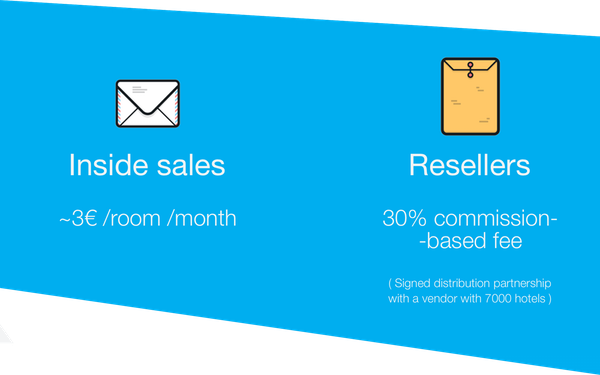 Inside sales
~3€ /room /month
Resellers
30% commission-
-based fee
( Signed distribution partnership
with a vendor with 7000 hotels )